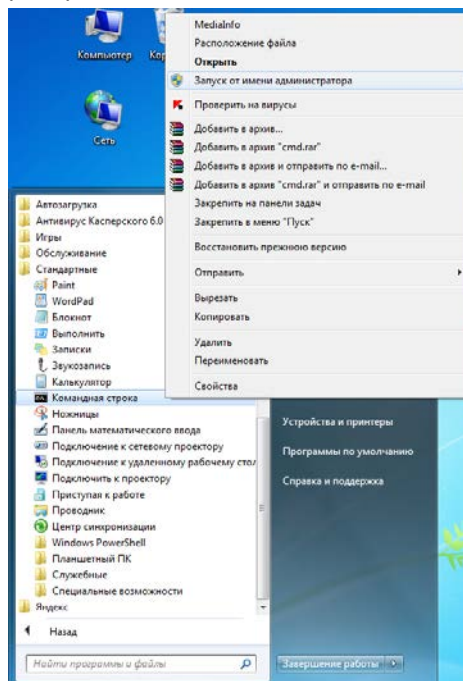 Компьютер
Кор
Сеть
MediaInfo
Расположение файла
Открыть
Запуск от имени администратора
Проверить на вирусы
Добавить в архив...
Добавить в архив "cmd.rar"
Добавить в архив и отправить по e-mail...
Добавить в архив "cmd.rar" и отправить по e-mail
Закрепить на панели задач
Закрепить в меню "Пуск"
Восстановить прежнюю версию
Отправить
Вырезать
Копировать
Удалить
Переименовать
Свойства
Автозагрузка
Антивирус Касперского 6.0
Игры
Обслуживание
Стандартные
Paint
WordPad
Блокнот
Выполнить
Записки
Звукозапись
Калькулятор
Командная строка
Ножницы
Панель математического ввода
Подключение к сетевому проектору
Подключение к удаленному рабочему стол
Подключить к проектору
Приступая к работе
Проводник
Центр синхронизации
Windows PowerShell
Планшетный ПК
Служебные
Специальные возможности
Яндекс
Назад
Найти программы и файлы
Устройства и принтеры
Программы по умолчанию
Справка и поддержка
Завершение работы